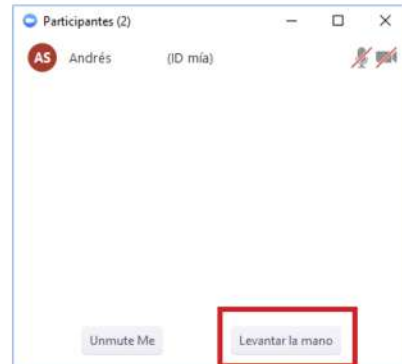 Participantes (2)
AS Andrés (ID mía)
Unmute Me Levantar la mano